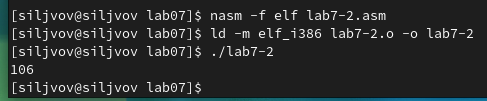 [siljvov@siljvov lab07]$ nasm -f elf lab7-2.asm
[siljvov@siljvov lab07]$ ld -m elf_i386 lab7-2.o -o lab7-2
[siljvov@siljvov lab07]$ ./lab7-2
106
[siljvov@siljvov lab07]$